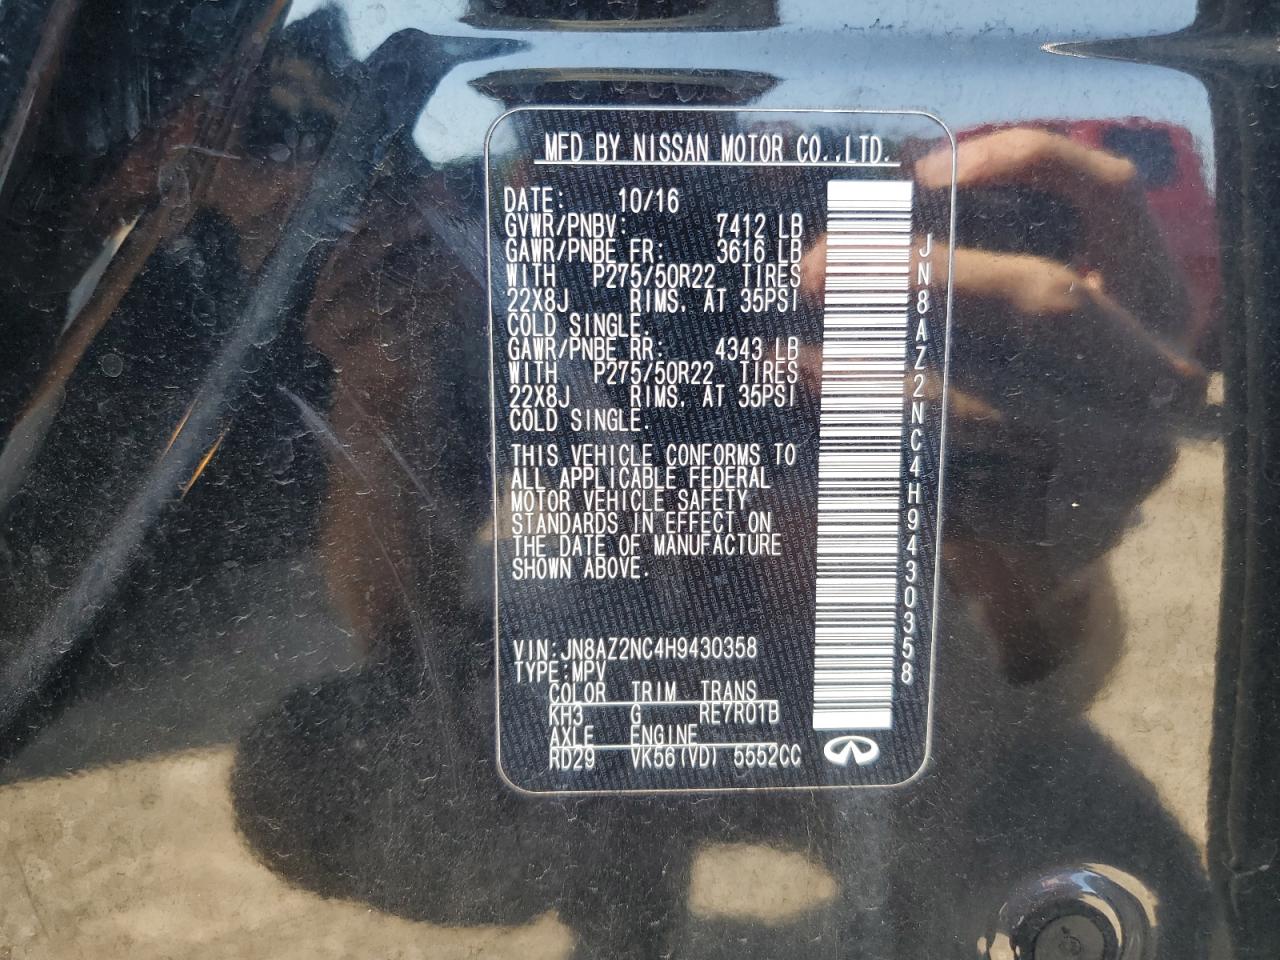 MFD BY NISSAN MOTOR CO.,LTD.
DATE: 10/16
GVWR/PNBV: 7412 LB
GAWR/PNBE FR: 3616 LB
WITH P275/50R22 TIRES
22X8J RIMS. AT 35PSI
COLD SINGLE.
GAWR/PNBE RR: 4343 LB
WITH P275/50R22 TIRES
22X8J RIMS. AT 35PSI
COLD SINGLE.
THIS VEHICLE CONFORMS TO
ALL APPLICABLE FEDERAL
MOTOR VEHICLE SAFETY
STANDARDS IN EFFECT ON
THE DATE OF MANUFACTURE
SHOWN ABOVE.
VIN:JN8AZ2NC4H9430358
TYPE:MPV
COLOR TRIM TRANS
KH3 G RE7R01B
AXLE ENGINE
RD29 VK56(VD) 5552CC
JN8AZ2NC4H9430358